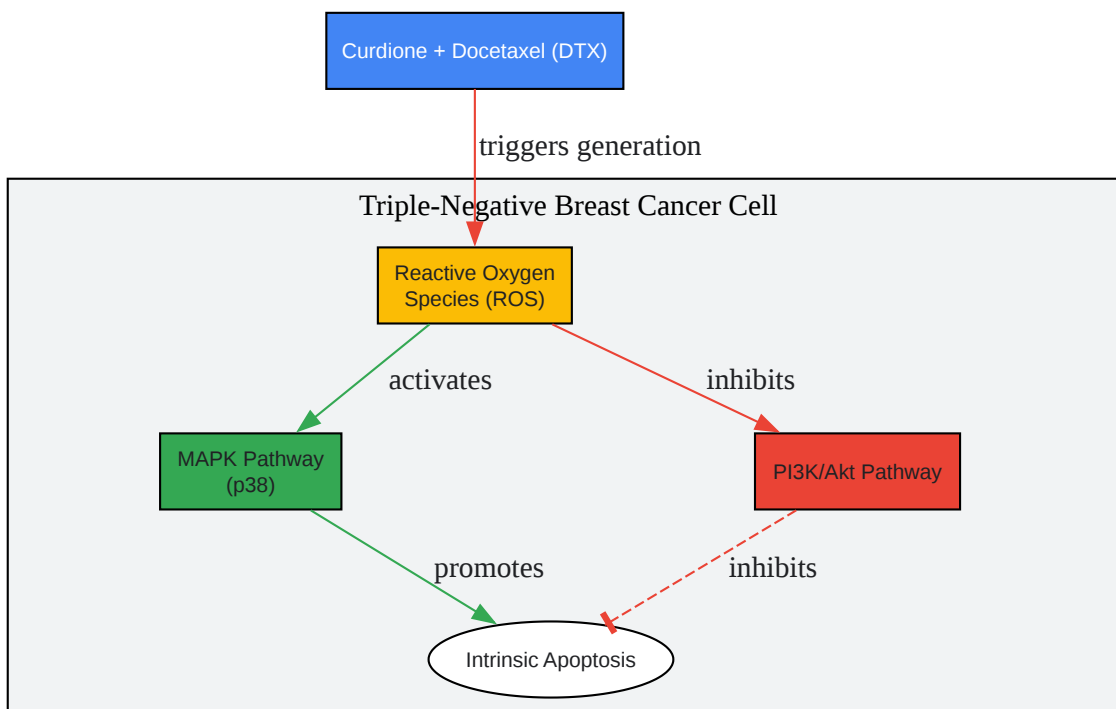 Curdione + Docetaxel (DTX)
triggers generation
Triple-Negative Breast Cancer Cell
Reactive Oxygen
Species (ROS)
activates
inhibits
MAPK Pathway
(p38)
PI3K/Akt Pathway
promotes
inhibits
Intrinsic Apoptosis